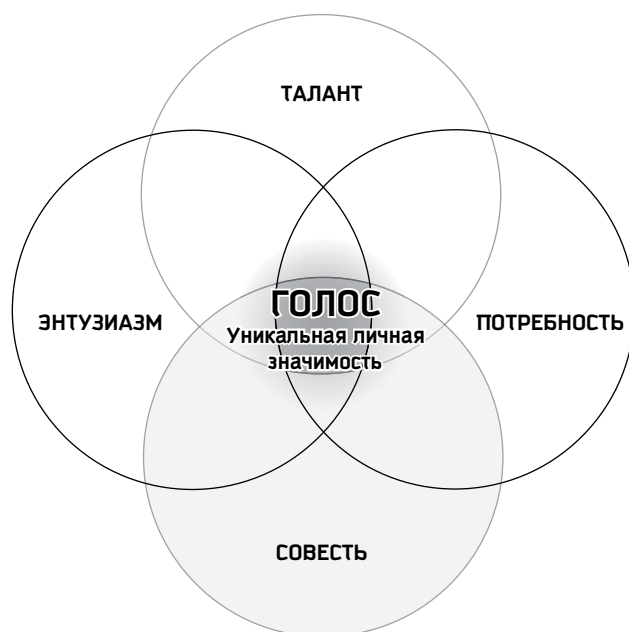 ТАЛАНТ
ГОЛОС
Уникальная личная
значимость
ЭНТУЗИАЗМ
ПОТРЕБНОСТЬ
СОВЕСТЬ